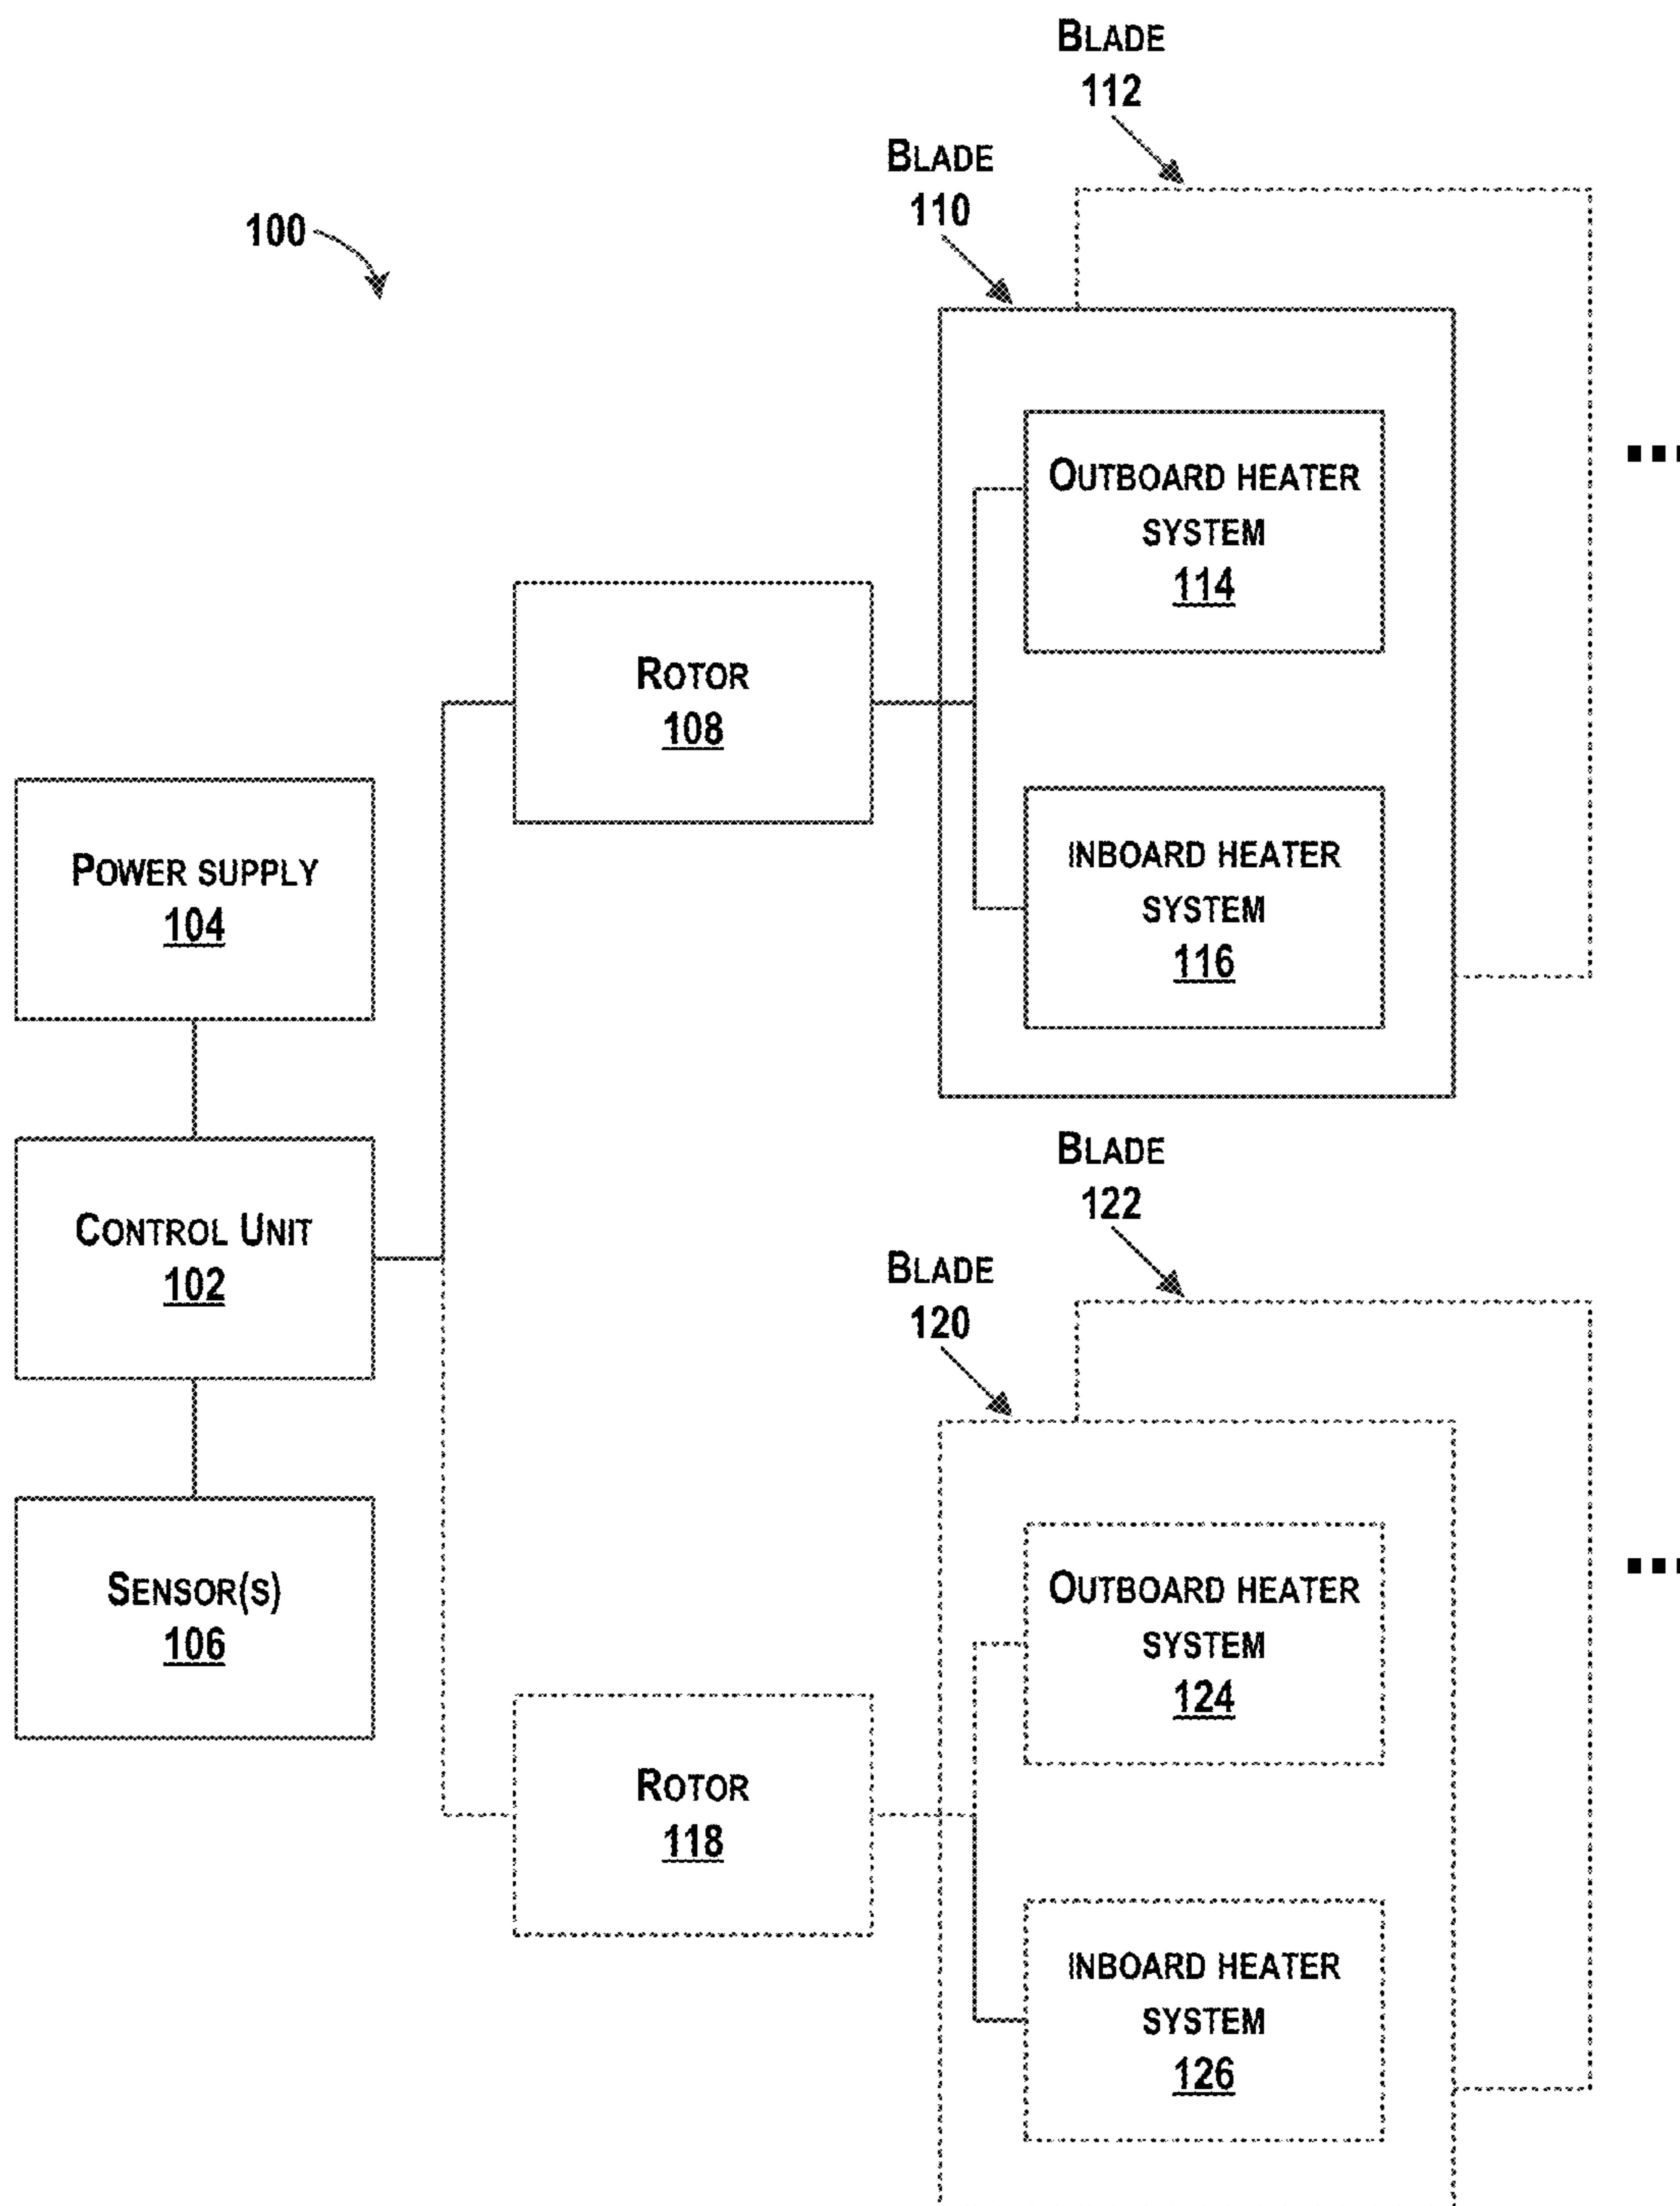 BLADE
112
BLADE
110
100
OUTBOARD HEATER
SYSTEM
114
ROTOR
108
INBOARD HEATER
SYSTEM
116
POWER SUPPLY
104
CONTROL UNIT
102
SENSOR(S)
106
BLADE
122
BLADE
120
OUTBOARD HEATER
SYSTEM
124
ROTOR
118
INBOARD HEATER
SYSTEM
126